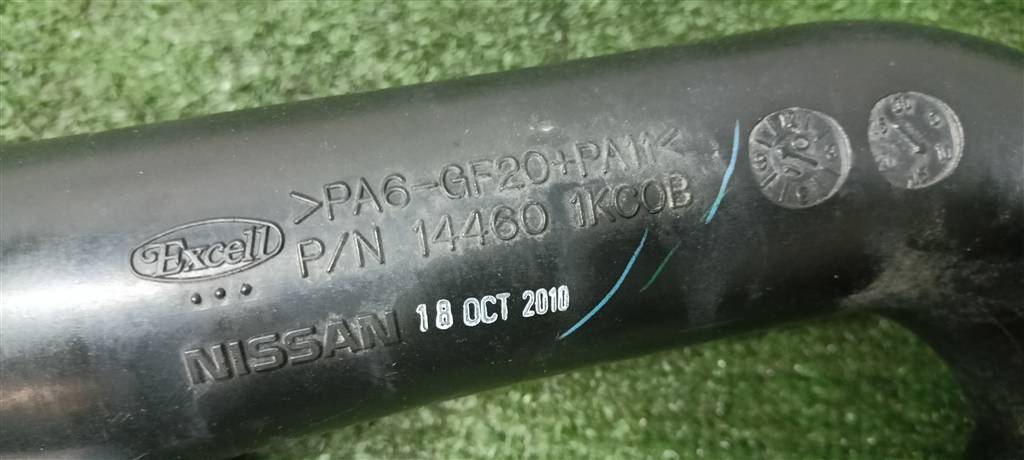 >PA6-GF20+PA11<
Excell
P/N 14460 1KC0B
NISSAN
18 OCT 2010